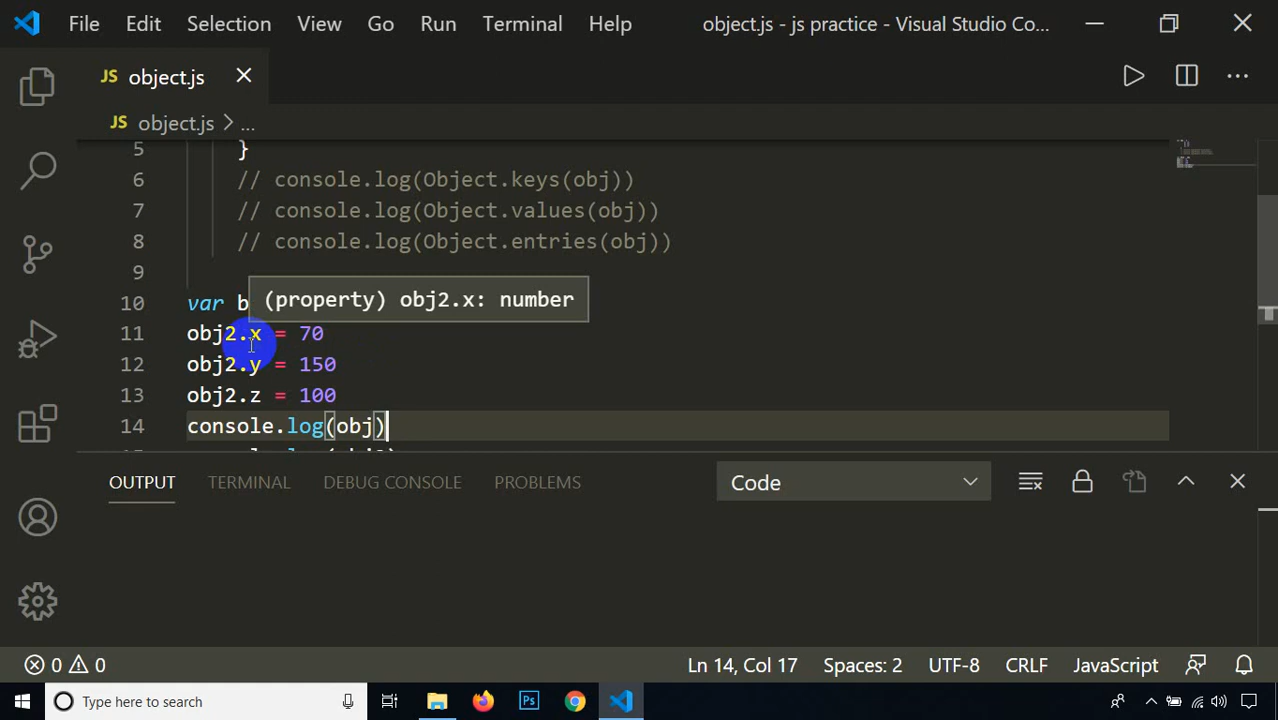 File Edit Selection View Go Run Terminal Help object.js - js practice - Visual Studio Co...
JS object.js
JS object.js > ...
5 }
6 // console.log(Object.keys(obj))
7 // console.log(Object.values(obj))
8 // console.log(Object.entries(obj))
9
(property) obj2.x: number
10 var b
11 obj2.x = 70
12 obj2.y = 150
13 obj2.z = 100
14 console.log(obj)
OUTPUT TERMINAL DEBUG CONSOLE PROBLEMS Code
0 0 Ln 14, Col 17 Spaces: 2 UTF-8 CRLF JavaScript
Type here to search Ps